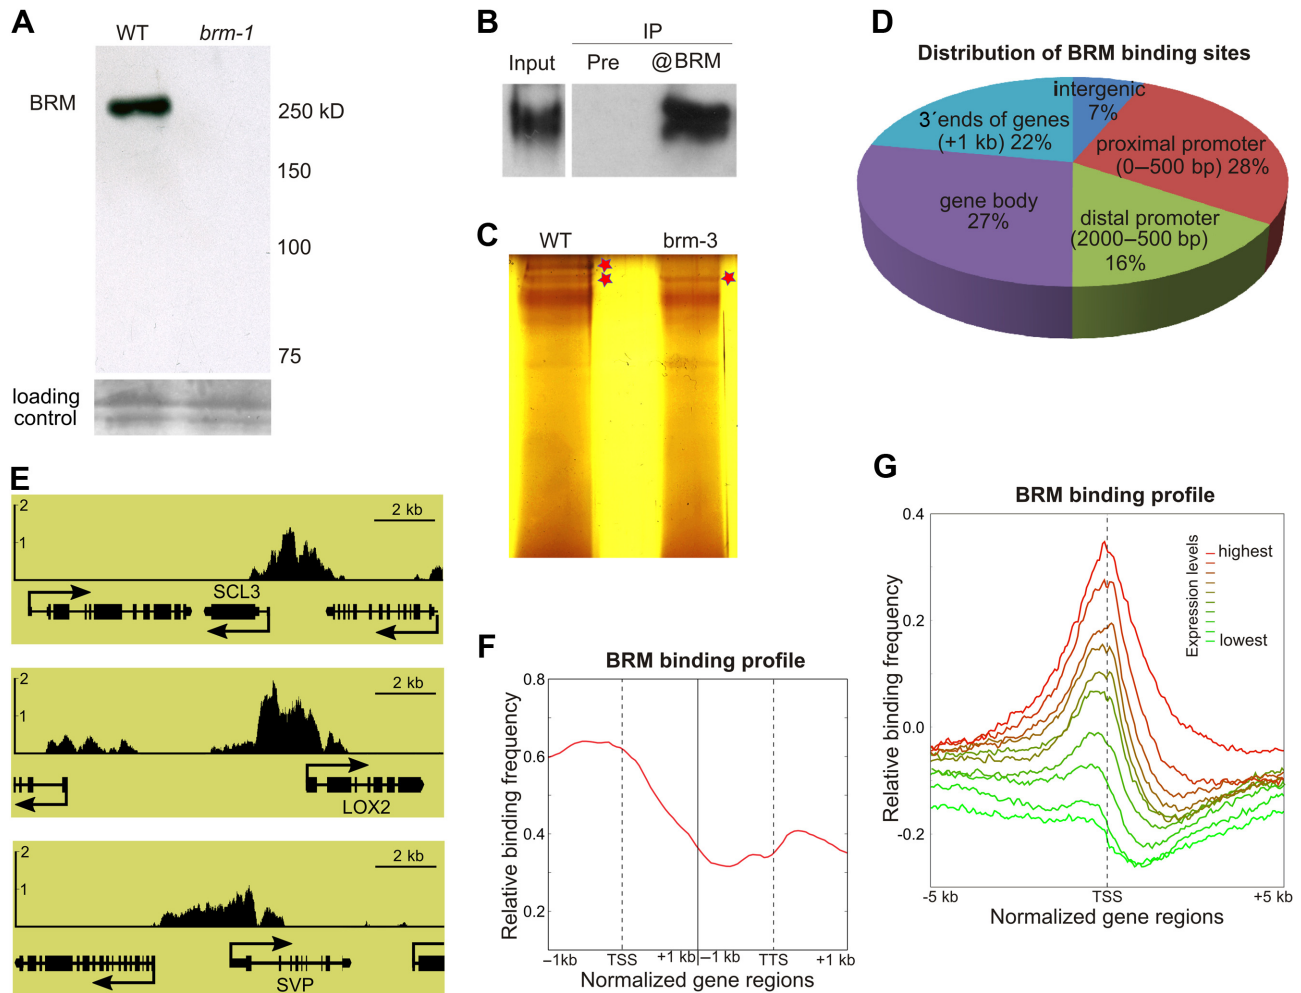 A
WT brm-1
BRM
250 kD
150
100
75
loading
control
B
IP
Input Pre @BRM
C
WT brm-3
D
Distribution of BRM binding sites
intergenic
7%
3´ends of genes
(+1 kb) 22%
proximal promoter
(0–500 bp) 28%
gene body
27%
distal promoter
(2000–500 bp)
16%
E
2
1
2 kb
SCL3
2
1
2 kb
LOX2
2
1
2 kb
SVP
F
BRM binding profile
Relative binding frequency
0.8
0.6
0.4
0.2
–1kb TSS +1 kb –1 kb TTS +1 kb
Normalized gene regions
G
BRM binding profile
Relative binding frequency
0.4
0.2
0.0
-0.2
Expression levels
highest
lowest
-5 kb TSS +5 kb
Normalized gene regions